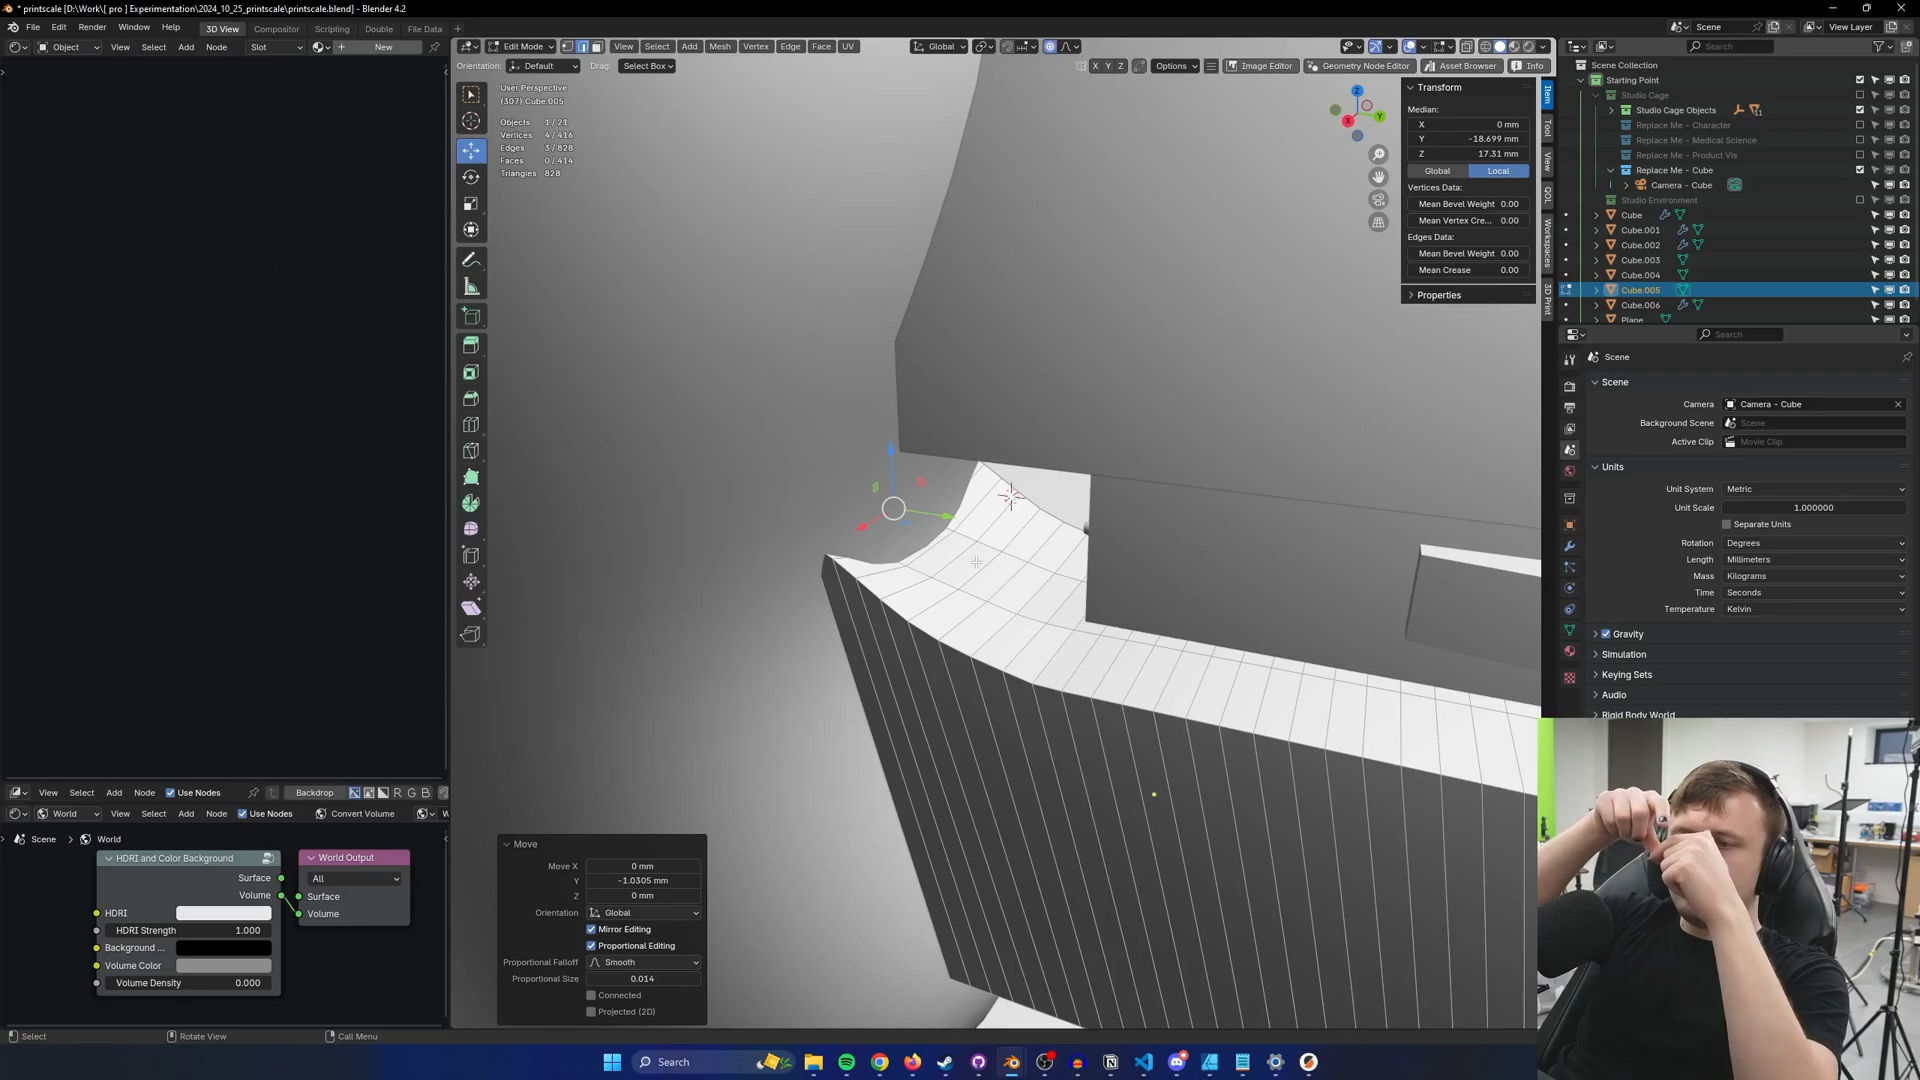 * printscale [D:\Work\[ pro ] Experimentation\2024_10_25_printscale\printscale.blend] - Blender 4.2
File Edit Render Window Help
3D View Compositor Scripting Double File Data
Scene View Layer
Object View Select Add Node Slot New
Edit Mode View Select Add Mesh Vertex Edge Face UV Global
Search
Orientation: Default Drag: Select Box
X Y Z Options Image Editor Geometry Node Editor Asset Browser Info
User Perspective
(307) Cube.005
Objects 1 / 21
Vertices 4 / 416
Edges 3 / 828
Faces 0 / 414
Triangles 828
Z
Y
X
Transform
Median:
X 0 mm
Y -18.699 mm
Z 17.31 mm
Global Local
Vertices Data:
Mean Bevel Weight 0.00
Mean Vertex Cre... 0.00
Edges Data:
Mean Bevel Weight 0.00
Mean Crease 0.00
Properties
Item
Tool
View
QOL
Workspaces
3D Print
Scene Collection
Starting Point
Studio Cage
Studio Cage Objects 11
Replace Me - Character
Replace Me - Medical Science
Replace Me - Product Vis
Replace Me - Cube
Camera - Cube
Studio Environment
Cube
Cube.001
Cube.002
Cube.003
Cube.004
Cube.005
Cube.006
Plane
Search
Scene
Scene
Camera Camera - Cube
Background Scene Scene
Active Clip Movie Clip
Units
Unit System Metric
Unit Scale 1.000000
Separate Units
Rotation Degrees
Length Millimeters
Mass Kilograms
Time Seconds
Temperature Kelvin
Gravity
Simulation
Keying Sets
Audio
Rigid Body World
View Select Add Node Use Nodes Backdrop R G B
World View Select Add Node Use Nodes Convert Volume W
Scene World
HDRI and Color Background
Surface
Volume
HDRI
HDRI Strength 1.000
Background ...
Volume Color
Volume Density 0.000
World Output
All
Surface
Volume
Move
Move X 0 mm
Y -1.0305 mm
Z 0 mm
Orientation Global
Mirror Editing
Proportional Editing
Proportional Falloff Smooth
Proportional Size 0.014
Connected
Projected (2D)
Select Rotate View Call Menu
Search